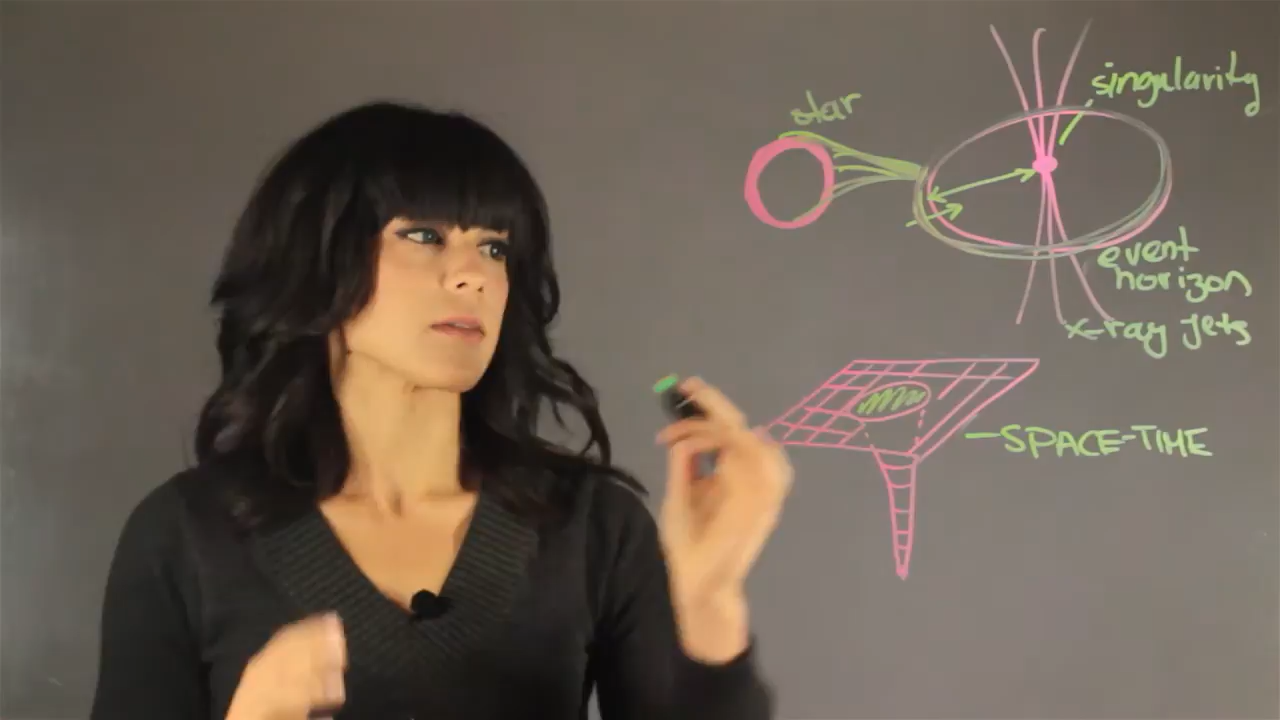 star
singularity
event
horizon
x-ray jets
SPACE-TIME